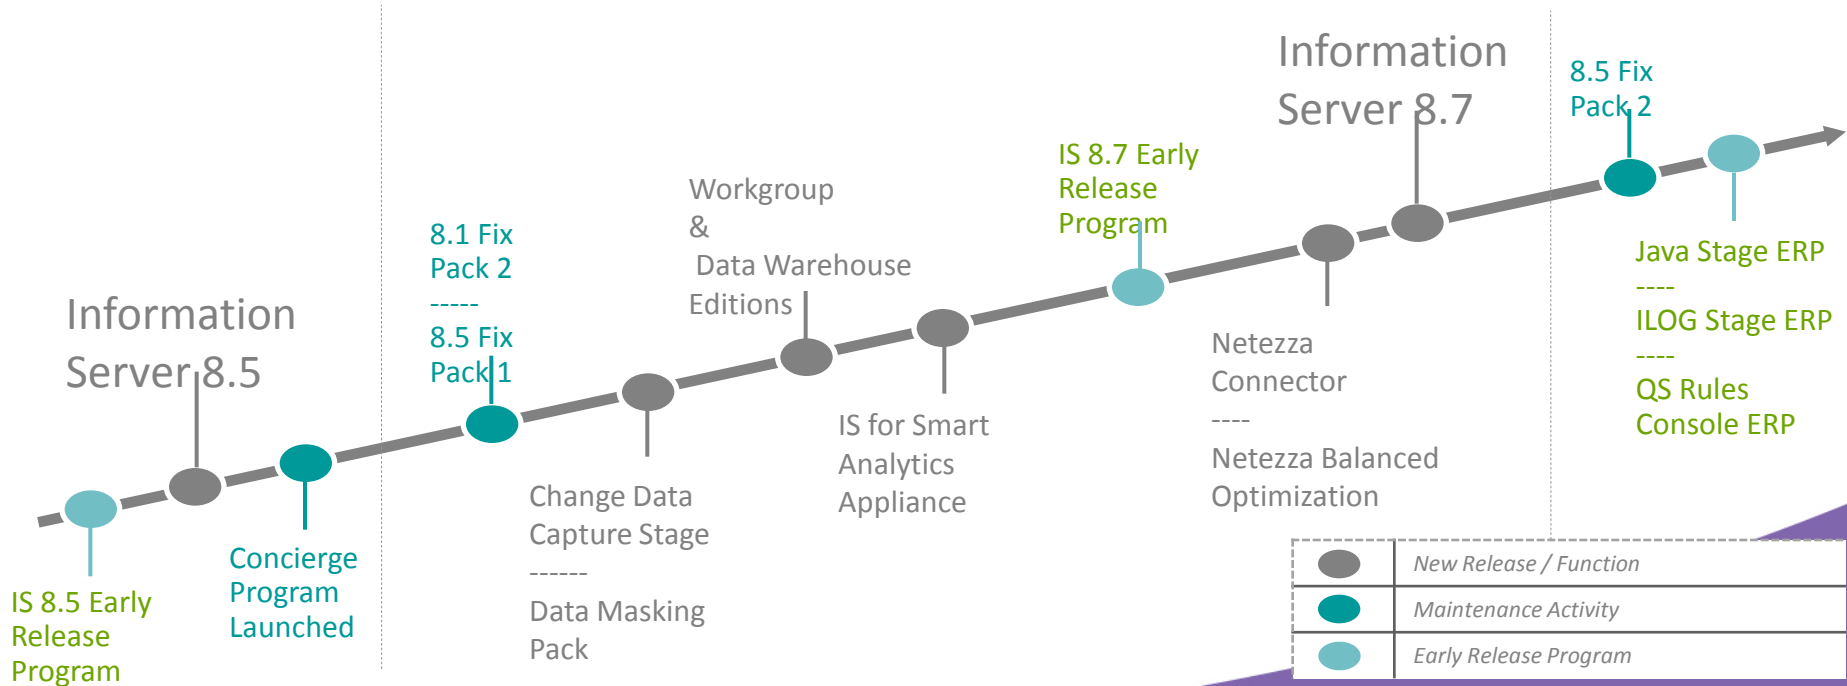 Information
Server 8.5
IS 8.5 Early
Release
Program
Concierge
Program
Launched
8.1 Fix
Pack 2
-----
8.5 Fix
Pack 1
Change Data
Capture Stage
------
Data Masking
Pack
Workgroup
&
Data Warehouse
Editions
IS for Smart
Analytics
Appliance
IS 8.7 Early
Release
Program
Netezza
Connector
----
Netezza Balanced
Optimization
Information
Server 8.7
8.5 Fix
Pack 2
Java Stage ERP
----
ILOG Stage ERP
----
QS Rules
Console ERP
New Release / Function
Maintenance Activity
Early Release Program